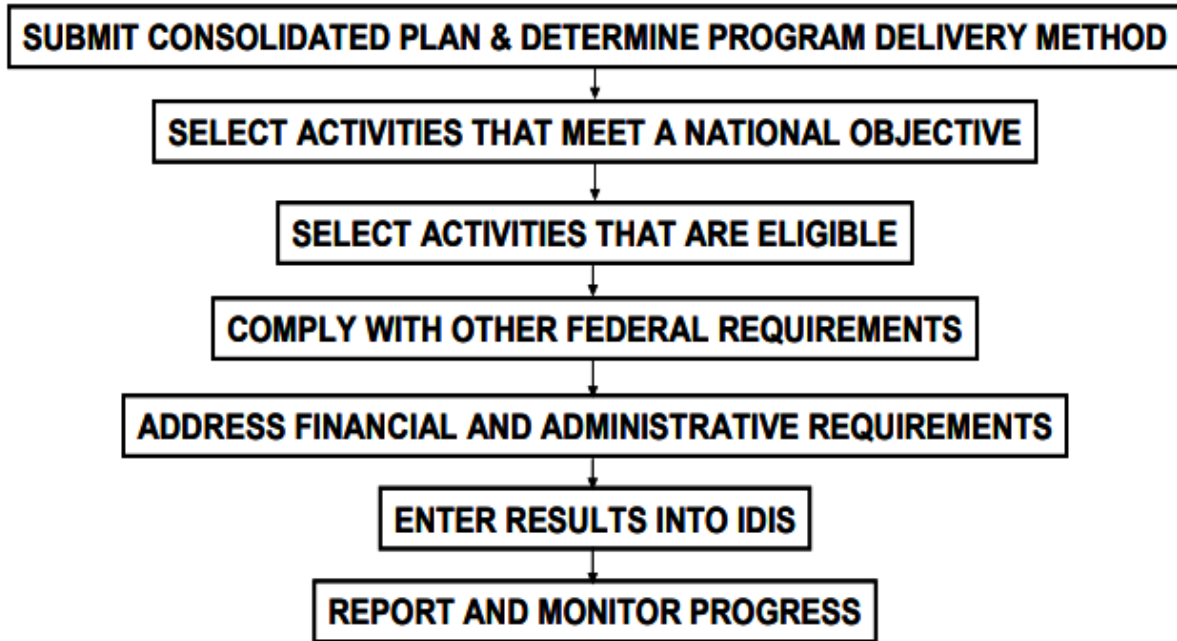 SUBMIT CONSOLIDATED PLAN & DETERMINE PROGRAM DELIVERY METHOD
SELECT ACTIVITIES THAT MEET A NATIONAL OBJECTIVE
SELECT ACTIVITIES THAT ARE ELIGIBLE
COMPLY WITH OTHER FEDERAL REQUIREMENTS
ADDRESS FINANCIAL AND ADMINISTRATIVE REQUIREMENTS
ENTER RESULTS INTO IDIS
REPORT AND MONITOR PROGRESS